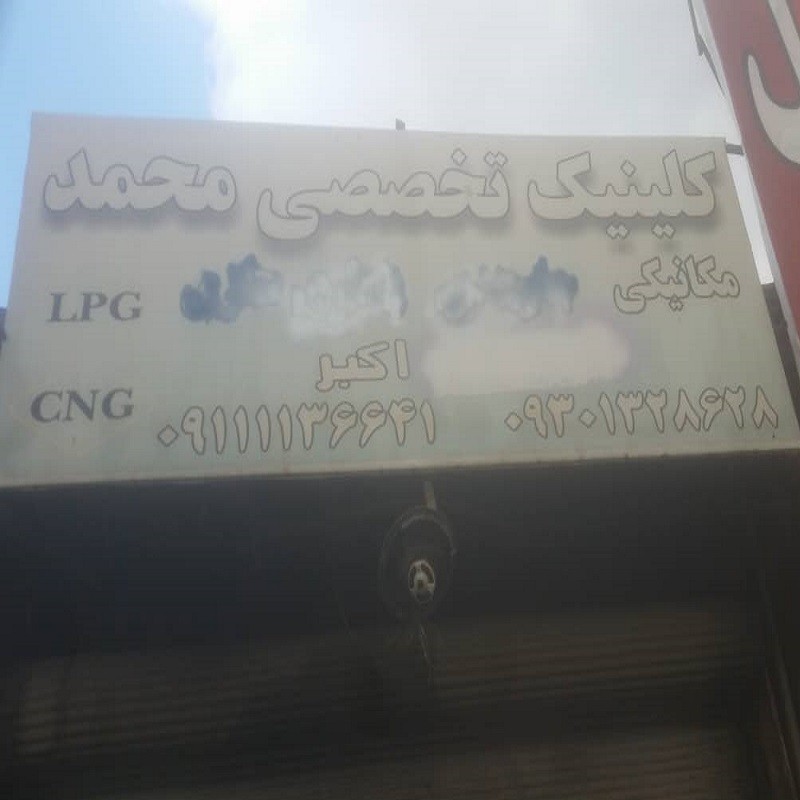 کلینیک تخصصی محمد
مکانیکی
LPG
اکبر
CNG
۰۹۳۰۱۳۲۸۶۲۸
۰۹۱۱۱۱۳۶۶۴۱